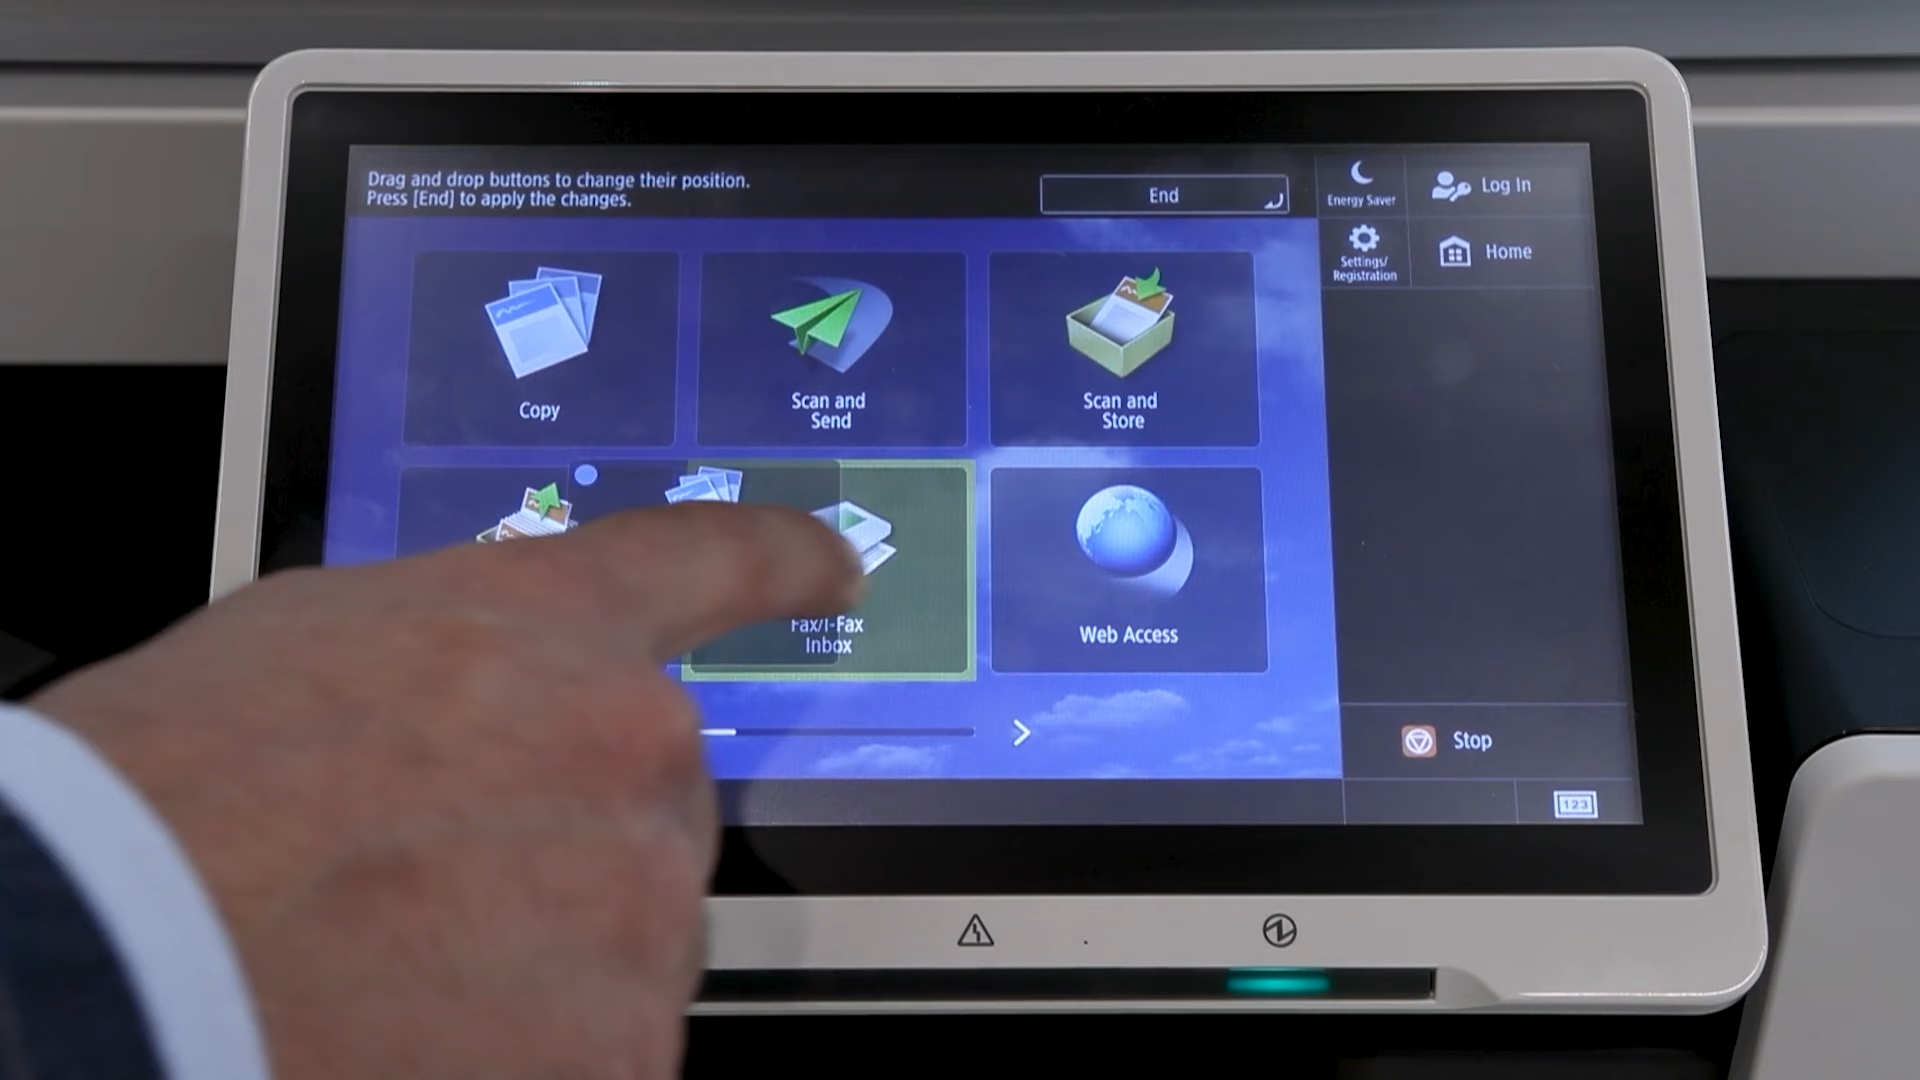 Drag and drop buttons to change their position.
Press [End] to apply the changes.
End
Energy Saver
Log In
Settings/
Registration
Home
Copy
Scan and
Send
Scan and
Store
Fax/I-Fax
Inbox
Web Access
Stop
123